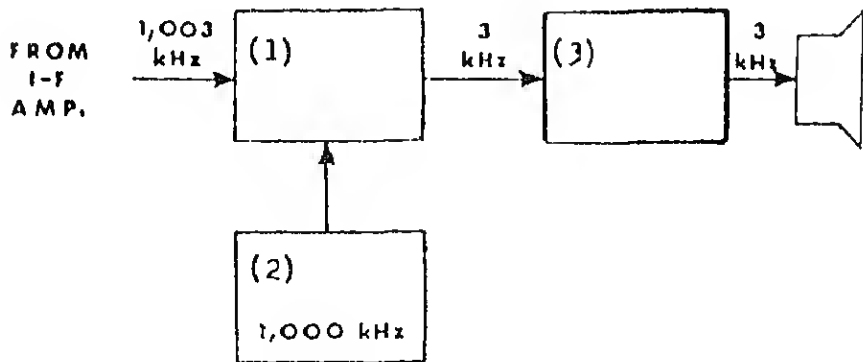 FROM
I-F
AMP.
1,003
kHz
(1)
3
kHz
(3)
3
kHz
(2)
1,000 kHz